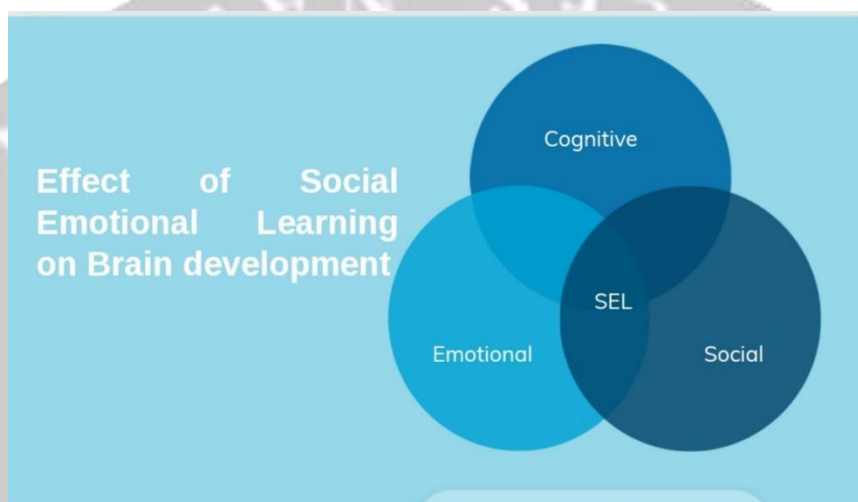 Effect of Social
Emotional Learning
on Brain development
Cognitive
SEL
Emotional
Social